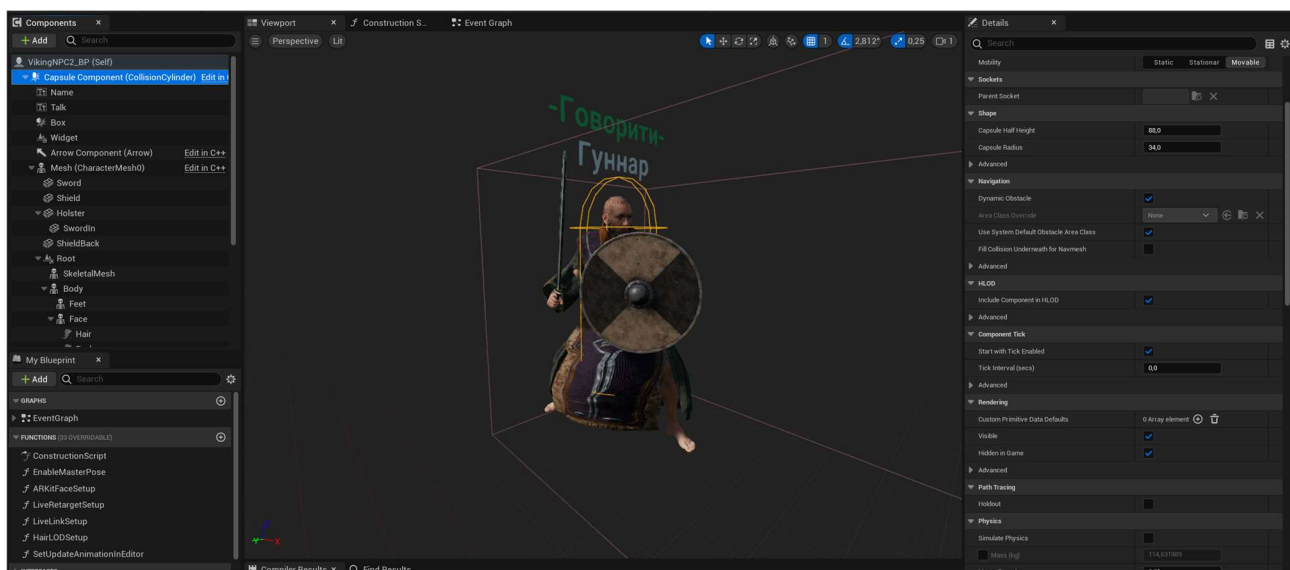 Components ×
+ Add Search
VikingNPC2_BP (Self)
Capsule Component (CollisionCylinder) Edit in
Name
Talk
Box
Widget
Arrow Component (Arrow) Edit in C++
Mesh (CharacterMesh0) Edit in C++
Sword
Shield
Holster
SwordIn
ShieldBack
Root
SkeletalMesh
Body
Feet
Face
Hair
My Blueprint ×
+ Add Search
GRAPHS
EventGraph
FUNCTIONS (33 OVERRIDABLE)
ConstructionScript
EnableMasterPose
ARKitFaceSetup
LiveRetargetSetup
LiveLinkSetup
HairLODSetup
SetUpdateAnimationInEditor
Viewport × Construction S... Event Graph
Perspective Lit
1 2,812° 0,25 1
-Говорити-
Гуннар
Z
Y X
Compiler Results × Find Results
Details ×
Search
Mobility Static Stationar Movable
Sockets
Parent Socket
Shape
Capsule Half Height 88,0
Capsule Radius 34,0
Advanced
Navigation
Dynamic Obstacle
Area Class Override None
Use System Default Obstacle Area Class
Fill Collision Underneath for Navmesh
Advanced
HLOD
Include Component in HLOD
Advanced
Component Tick
Start with Tick Enabled
Tick Interval (secs) 0,0
Advanced
Rendering
Custom Primitive Data Defaults 0 Array element
Visible
Hidden in Game
Advanced
Path Tracing
Holdout
Physics
Simulate Physics
Mass (kg) 114,631989